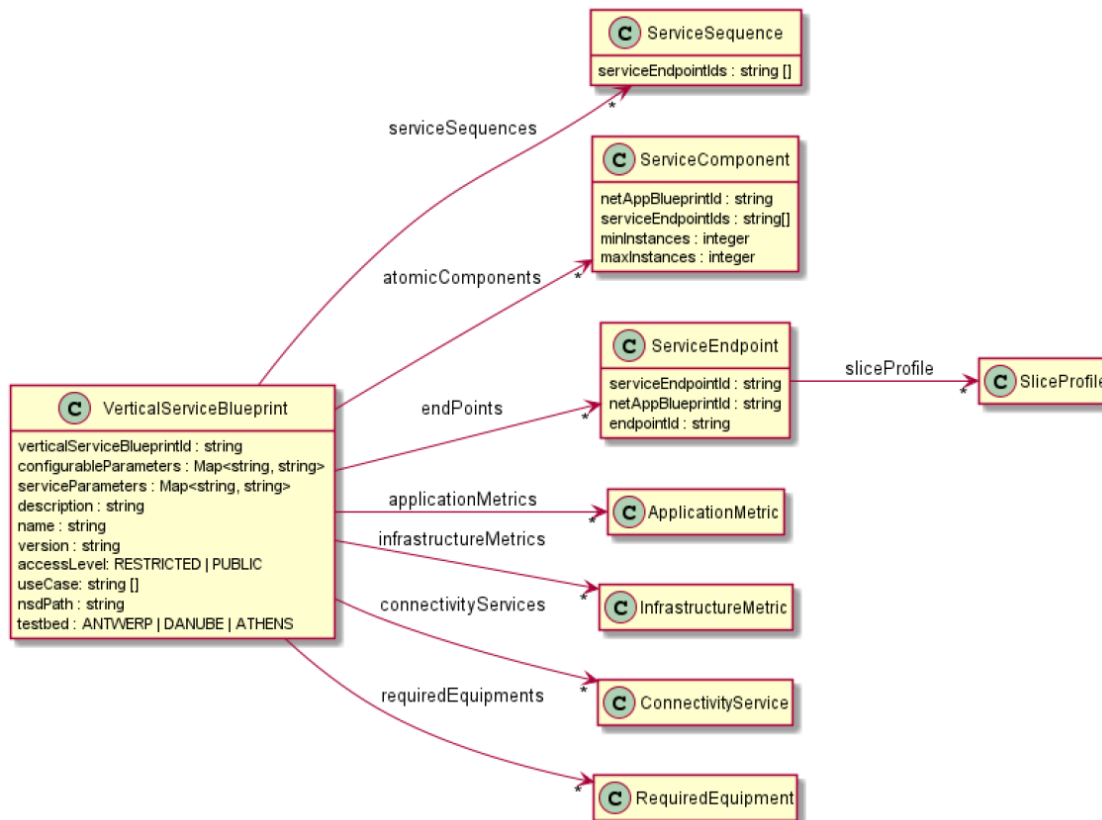 C ServiceSequence
serviceEndpointIds : string []
*
serviceSequences
C ServiceComponent
netAppBlueprintId : string
serviceEndpointIds : string[]
minInstances : integer
maxInstances : integer
*
atomicComponents
C ServiceEndpoint
serviceEndpointId : string
netAppBlueprintId : string
endpointId : string
*
endPoints
sliceProfile
*
C SliceProfile
C VerticalServiceBlueprint
verticalServiceBlueprintId : string
configurableParameters : Map<string, string>
serviceParameters : Map<string, string>
description : string
name : string
version : string
accessLevel: RESTRICTED | PUBLIC
useCase: string []
nsdPath : string
testbed : ANTWERP | DANUBE | ATHENS
applicationMetrics
*
C ApplicationMetric
infrastructureMetrics
*
C InfrastructureMetric
connectivityServices
*
C ConnectivityService
requiredEquipments
*
C RequiredEquipment